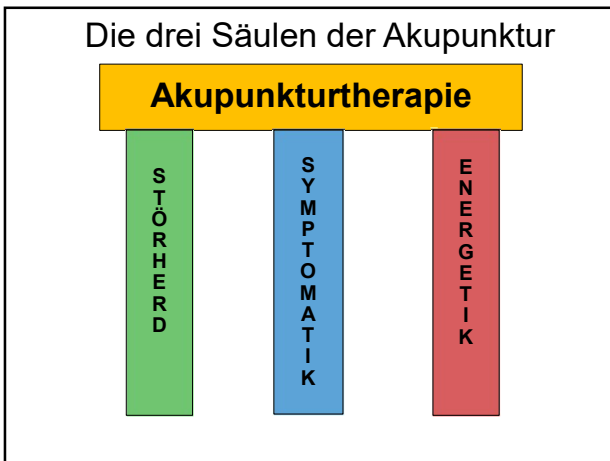 Die drei Säulen der Akupunktur
Akupunkturtherapie
STÖRHERD
SYMPTOMATIK
ENERGETIK